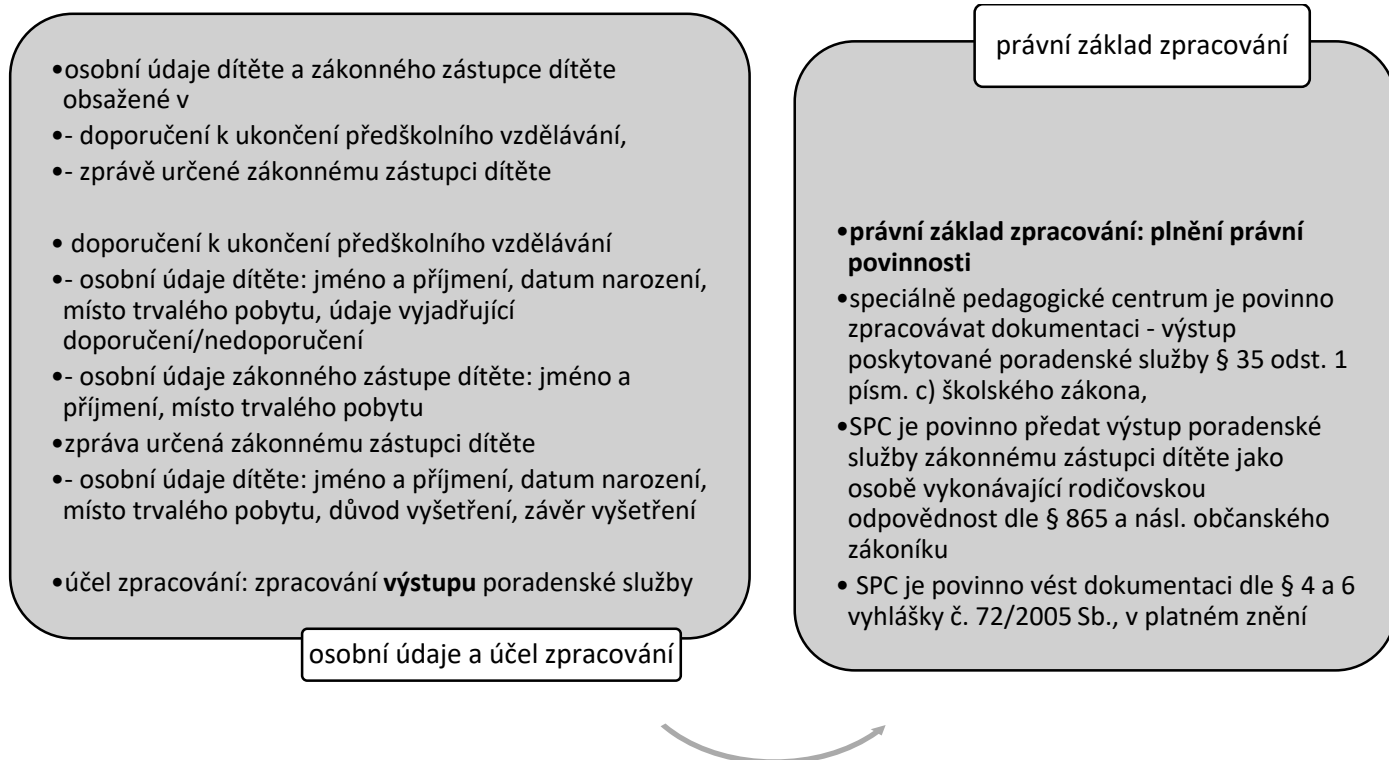 •osobní údaje dítěte a zákonného zástupce dítěte
obsažené v
•- doporučení k ukončení předškolního vzdělávání,
•- zprávě určené zákonnému zástupci dítěte
• doporučení k ukončení předškolního vzdělávání
•- osobní údaje dítěte: jméno a příjmení, datum narození,
místo trvalého pobytu, údaje vyjadřující
doporučení/nedoporučení
•- osobní údaje zákonného zástupe dítěte: jméno a
příjmení, místo trvalého pobytu
•zpráva určená zákonnému zástupci dítěte
•- osobní údaje dítěte: jméno a příjmení, datum narození,
místo trvalého pobytu, důvod vyšetření, závěr vyšetření
•účel zpracování: zpracování výstupu poradenské služby
osobní údaje a účel zpracování
právní základ zpracování
•právní základ zpracování: plnění právní
povinnosti
•speciálně pedagogické centrum je povinno
zpracovávat dokumentaci - výstup
poskytované poradenské služby § 35 odst. 1
písm. c) školského zákona,
•SPC je povinno předat výstup poradenské
služby zákonnému zástupci dítěte jako
osobě vykonávající rodičovskou
odpovědnost dle § 865 a násl. občanského
zákoníku
• SPC je povinno vést dokumentaci dle § 4 a 6
vyhlášky č. 72/2005 Sb., v platném znění